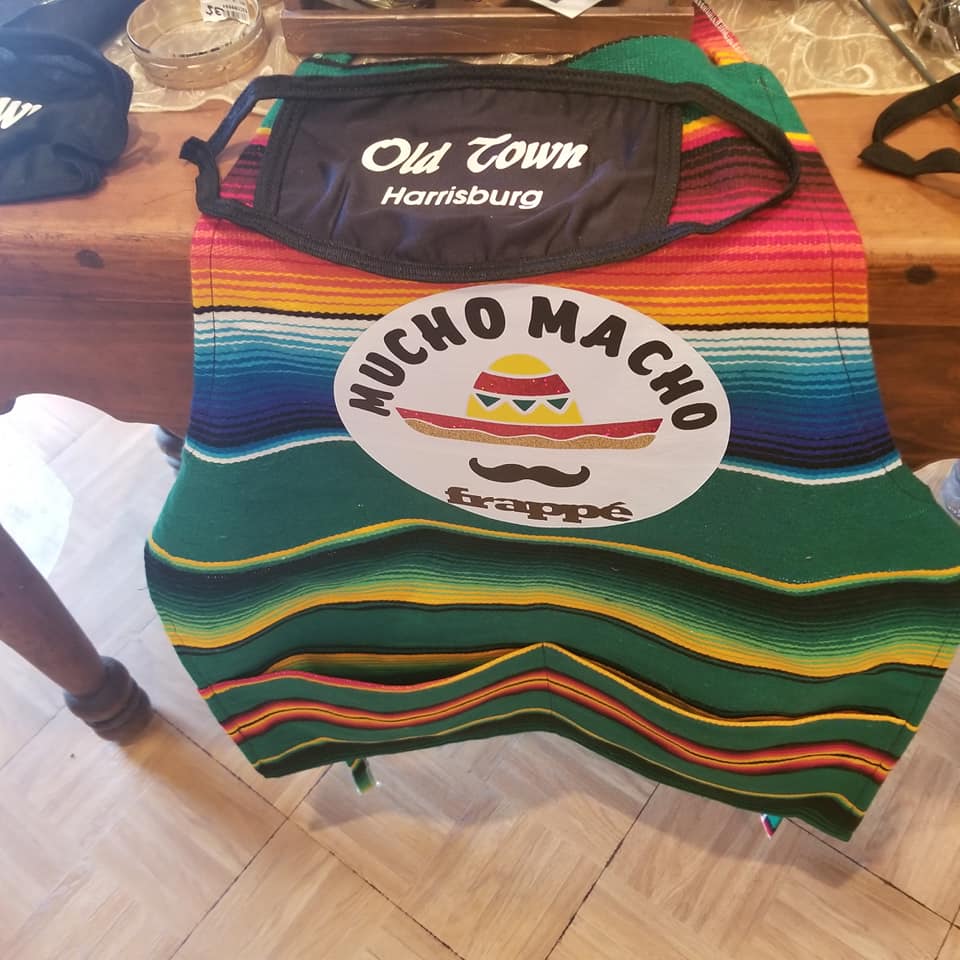 Old Town
Harrisburg
MUCHO MACHO
frappé